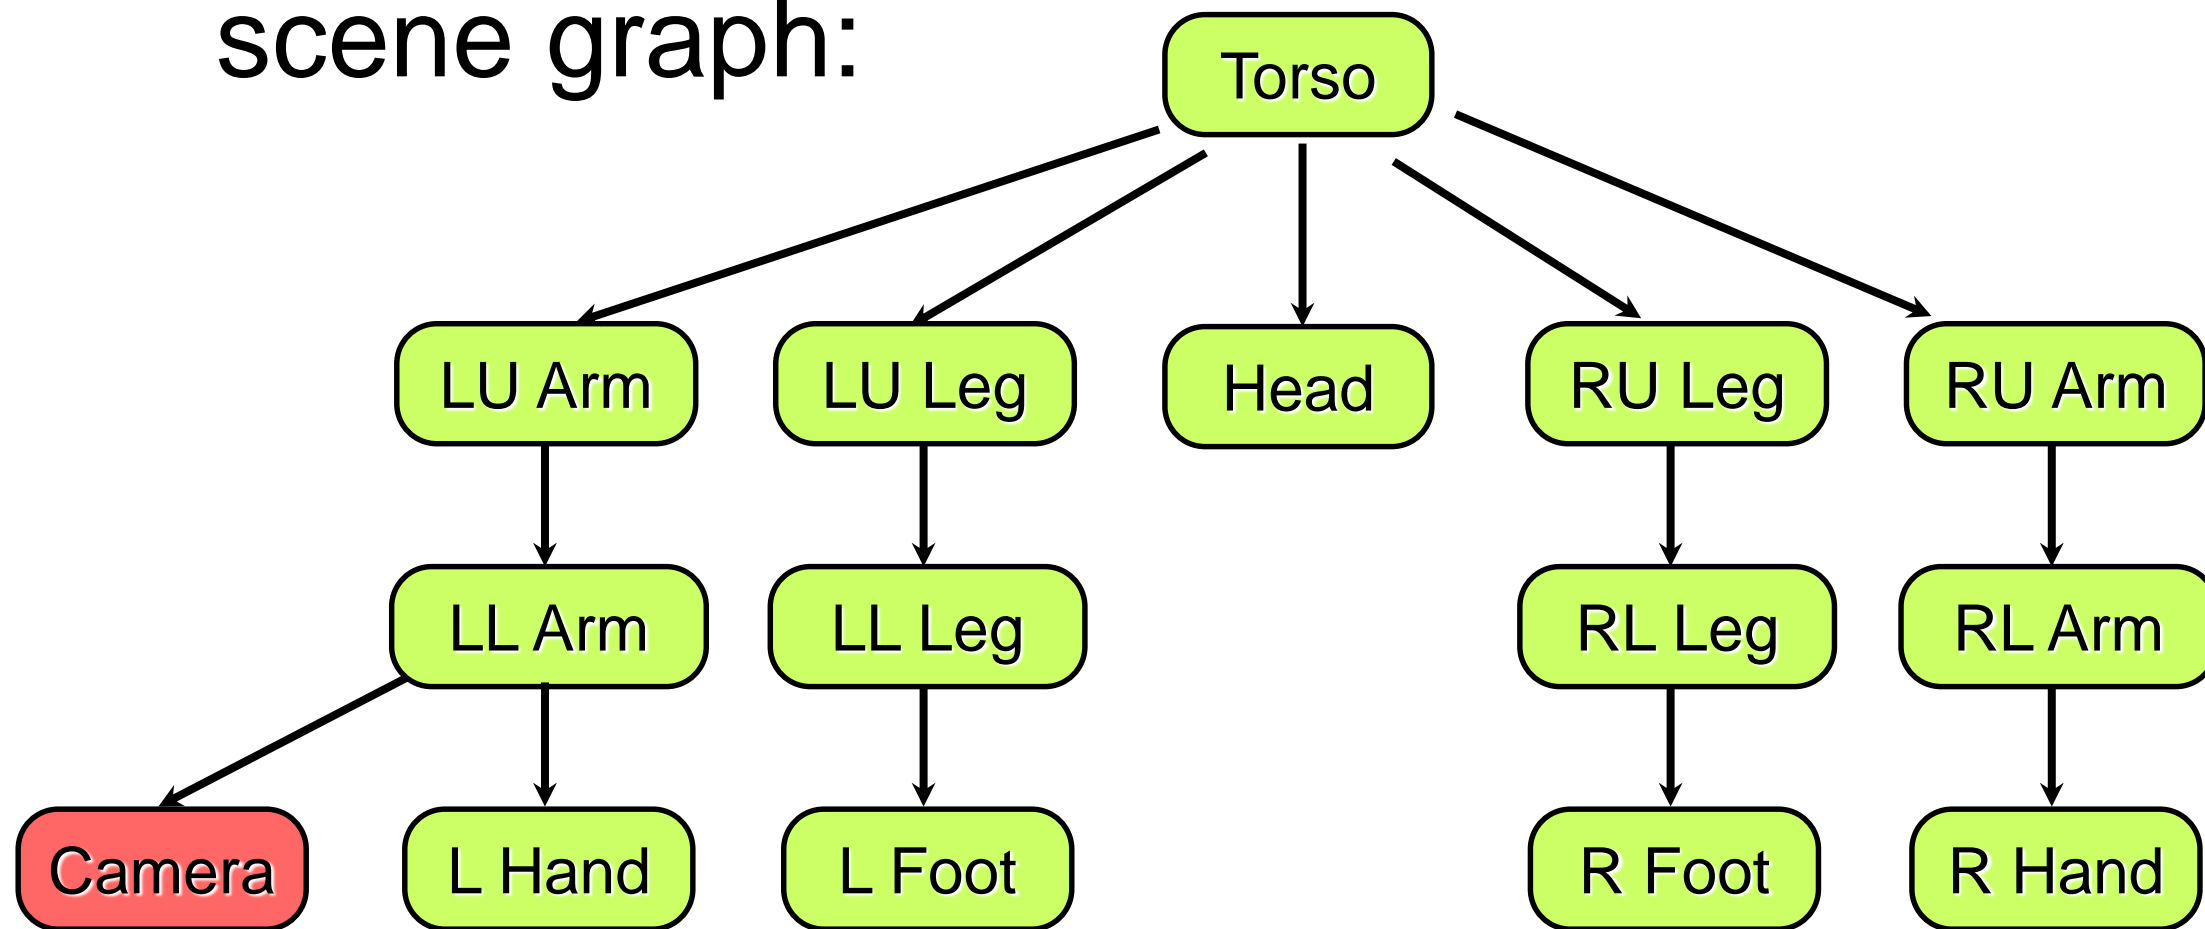 scene graph:
Torso
LU Arm
LU Leg
Head
RU Leg
RU Arm
LL Arm
LL Leg
RL Leg
RL Arm
Camera
L Hand
L Foot
R Foot
R Hand